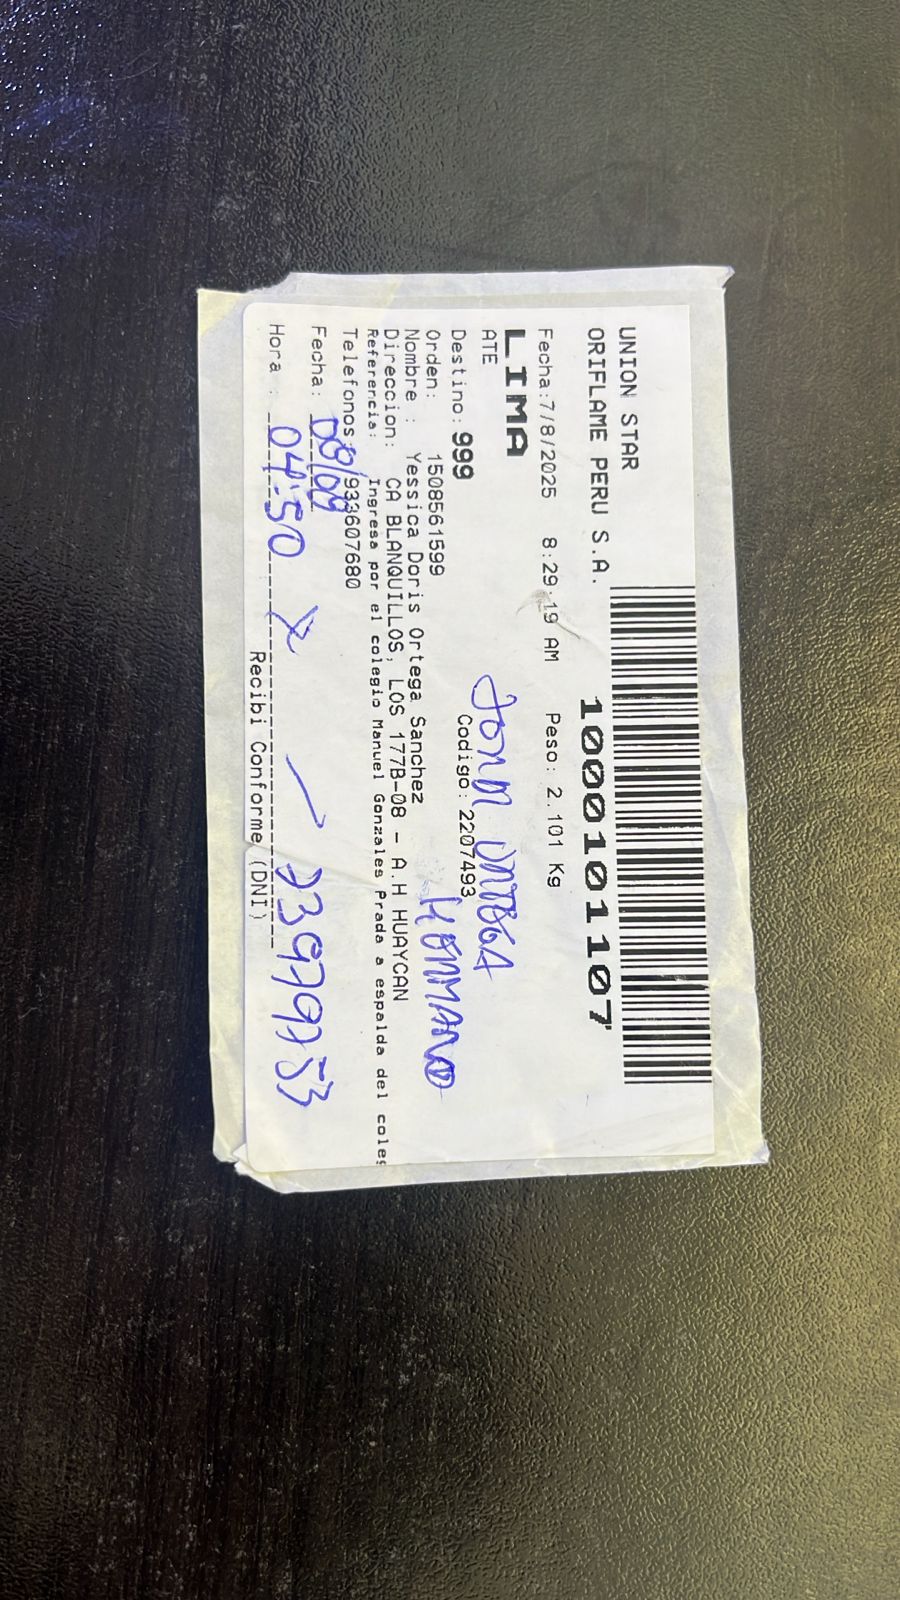 UNION STAR
ORIFLAME PERU S.A. 10001101107
Fecha:7/8/2025 8:29:19 AM Peso: 2.101 Kg
LIMA
ATE
Destino: 999 Codigo: 2207493
Orden: 1508561599
Nombre : Yessica Doris Ortega Sanchez
HERMANO
Direccion: CA BLANQUILLOS, LOS 177B-08 - A.H HUAYCAN
Referencia: Ingresa por el colegio Manuel Gonzales Prada a espalda del coleg
Telefonos: 933607680
Fecha: 08/08
Hora : 04:50
Recibi Conforme (DNI)